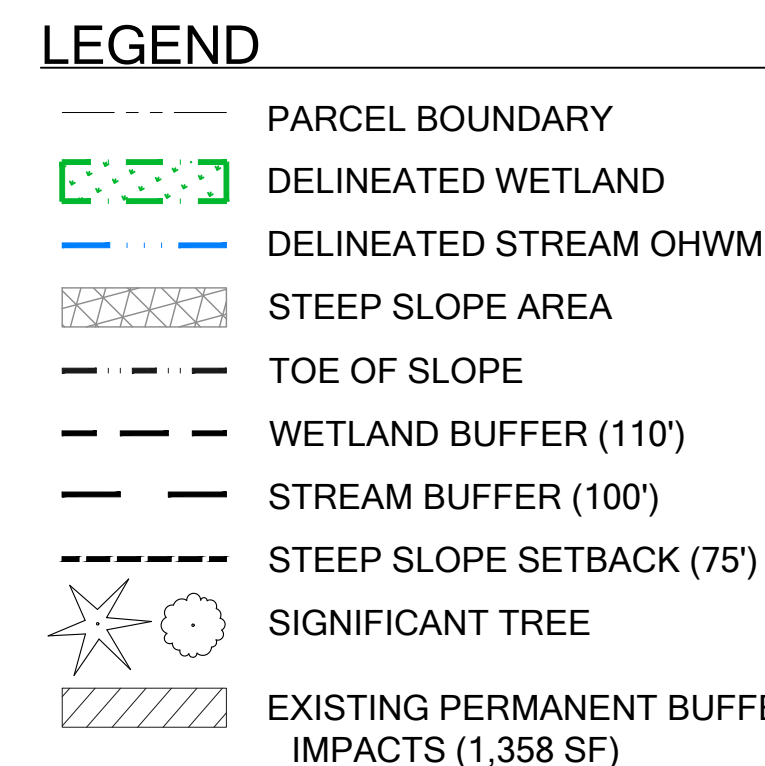 LEGEND
PARCEL BOUNDARY
DELINEATED WETLAND
DELINEATED STREAM OHWM
STEEP SLOPE AREA
TOE OF SLOPE
WETLAND BUFFER (110')
STREAM BUFFER (100')
STEEP SLOPE SETBACK (75')
SIGNIFICANT TREE
EXISTING PERMANENT BUFFE
IMPACTS (1,358 SF)